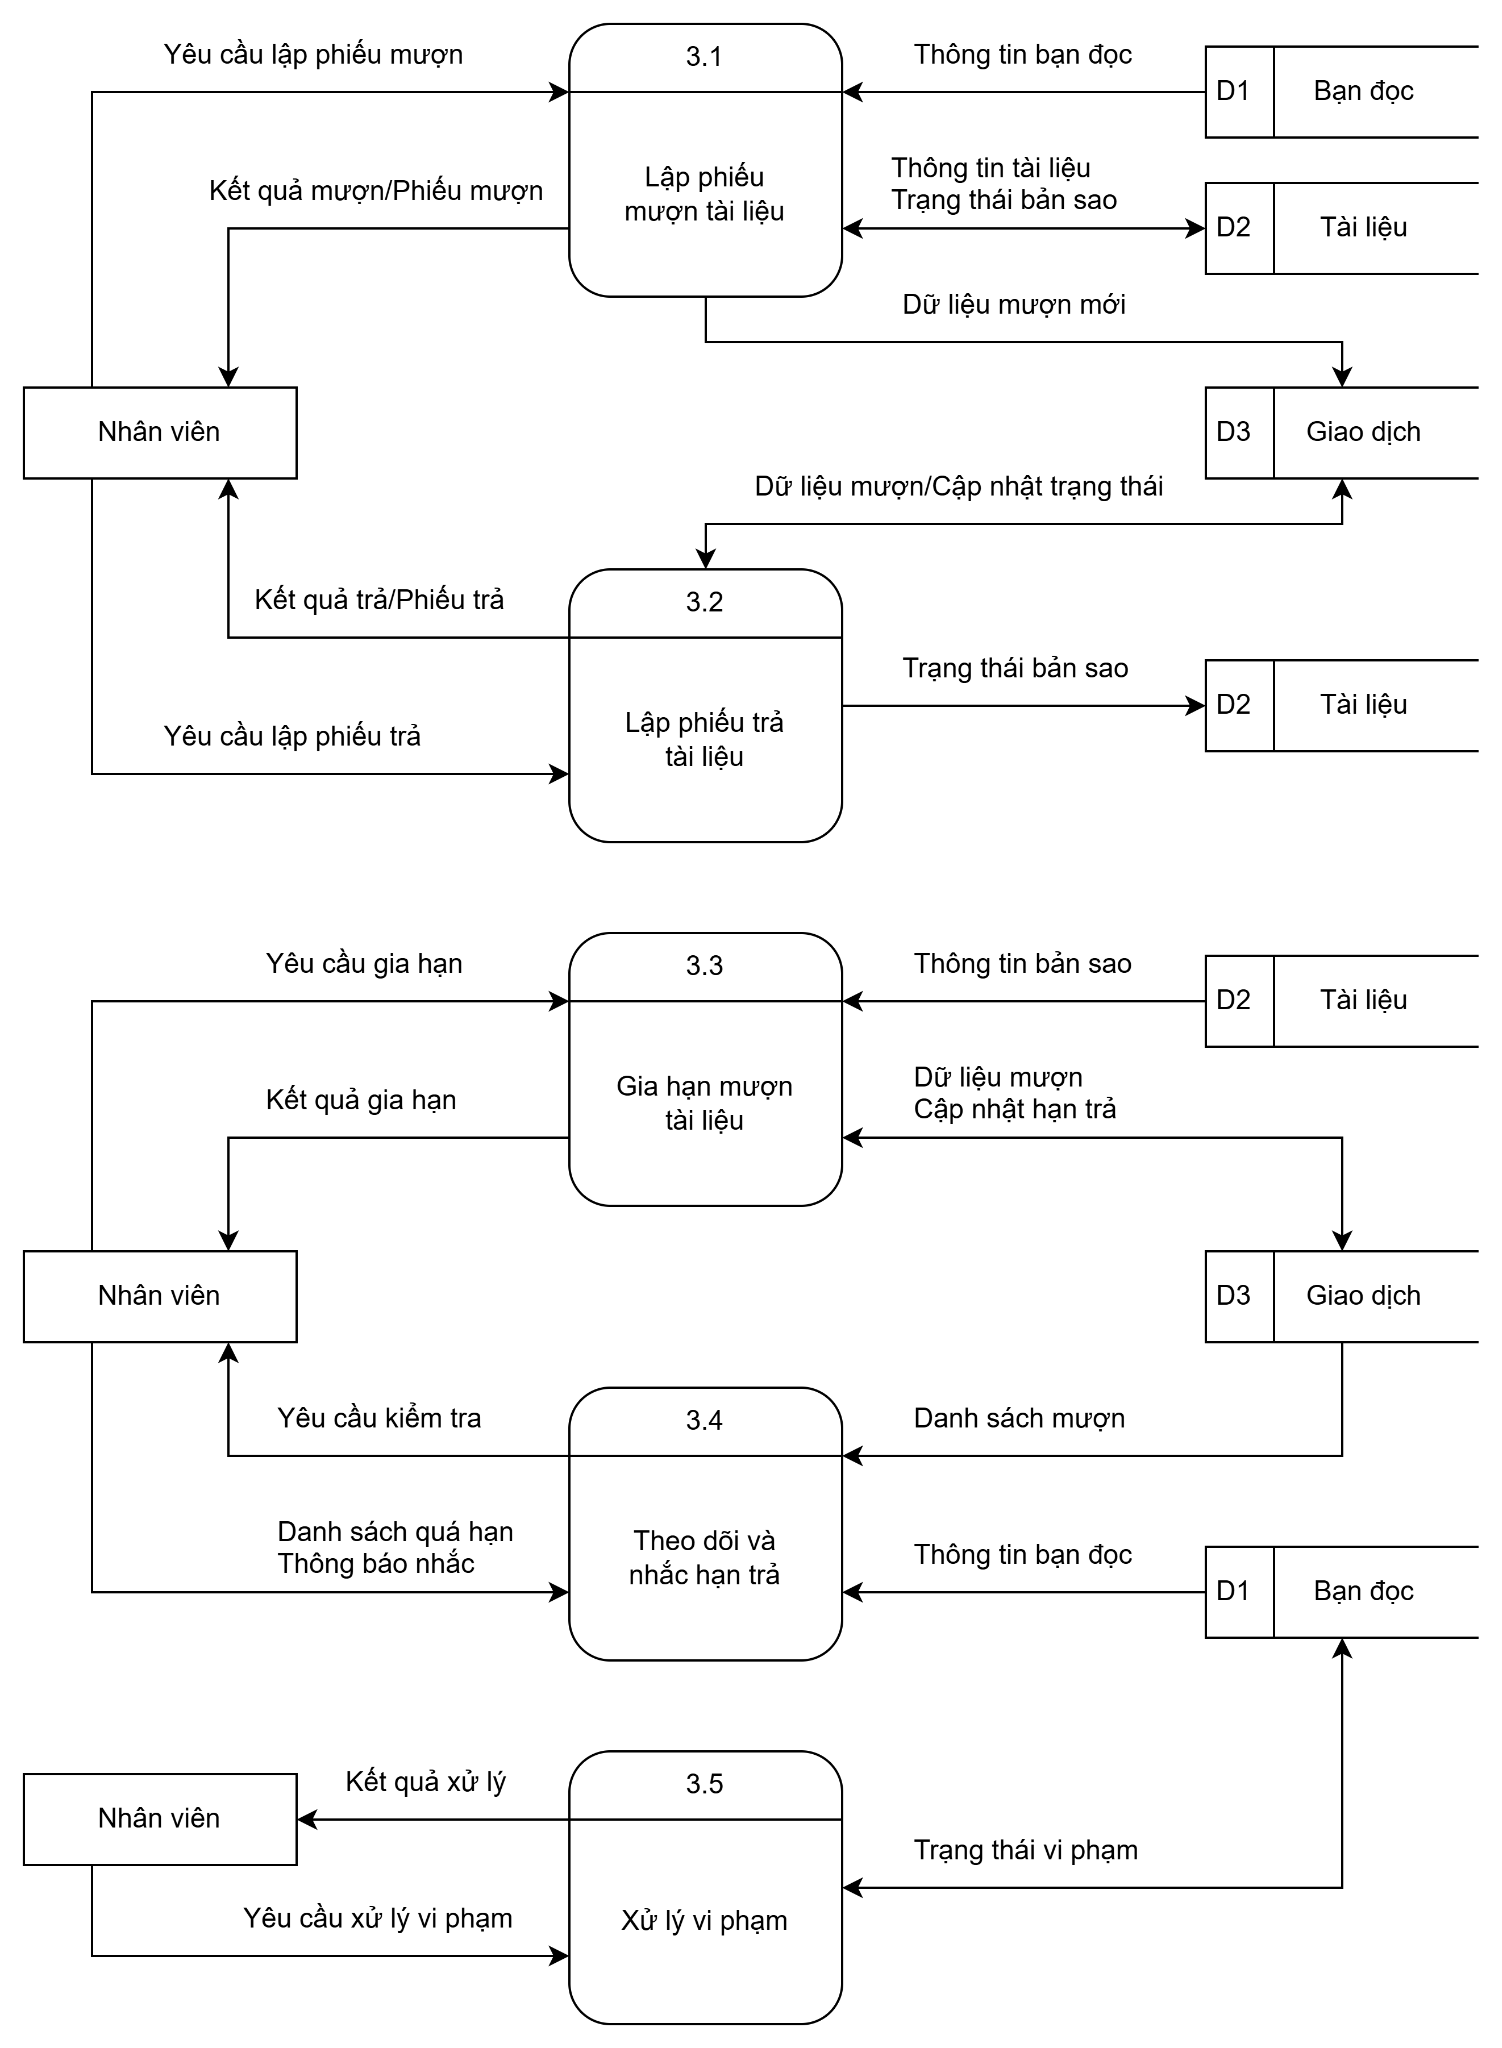 Yêu cầu lập phiếu mượn
3.1
Thông tin bạn đọc
D1
Bạn đọc
Kết quả mượn/Phiếu mượn
Lập phiếu
mượn tài liệu
Thông tin tài liệu
Trạng thái bản sao
D2
Tài liệu
Dữ liệu mượn mới
Nhân viên
D3
Giao dịch
Dữ liệu mượn/Cập nhật trạng thái
Kết quả trả/Phiếu trả
3.2
Trạng thái bản sao
D2
Tài liệu
Yêu cầu lập phiếu trả
Lập phiếu trả
tài liệu
Yêu cầu gia hạn
3.3
Thông tin bản sao
D2
Tài liệu
Kết quả gia hạn
Gia hạn mượn
tài liệu
Dữ liệu mượn
Cập nhật hạn trả
Nhân viên
D3
Giao dịch
Yêu cầu kiểm tra
3.4
Danh sách mượn
Danh sách quá hạn
Thông báo nhắc
Theo dõi và
nhắc hạn trả
Thông tin bạn đọc
D1
Bạn đọc
Nhân viên
Kết quả xử lý
3.5
Trạng thái vi phạm
Yêu cầu xử lý vi phạm
Xử lý vi phạm